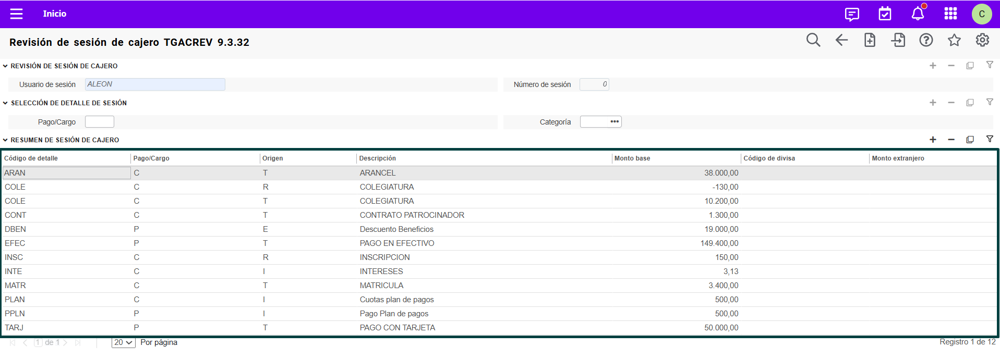 Inicio
C
Revisión de sesión de cajero TGACREV 9.3.32
REVISIÓN DE SESIÓN DE CAJERO
Usuario de sesión ALEON Número de sesión 0
SELECCIÓN DE DETALLE DE SESIÓN
Pago/Cargo Categoría •••
RESUMEN DE SESIÓN DE CAJERO
Código de detalle Pago/Cargo Origen Descripción Monto base Código de divisa Monto extranjero
ARAN C T ARANCEL 38.000,00
COLE C R COLEGIATURA -130,00
COLE C T COLEGIATURA 10.200,00
CONT C T CONTRATO PATROCINADOR 1.300,00
DBEN P E Descuento Beneficios 19.000,00
EFEC P T PAGO EN EFECTIVO 149.400,00
INSC C R INSCRIPCION 150,00
INTE C I INTERESES 3,13
MATR C T MATRICULA 3.400,00
PLAN C I Cuotas plan de pagos 500,00
PPLN P I Pago Plan de pagos 500,00
TARJ P T PAGO CON TARJETA 50.000,00
1 de 1 20 Por página Registro 1 de 12